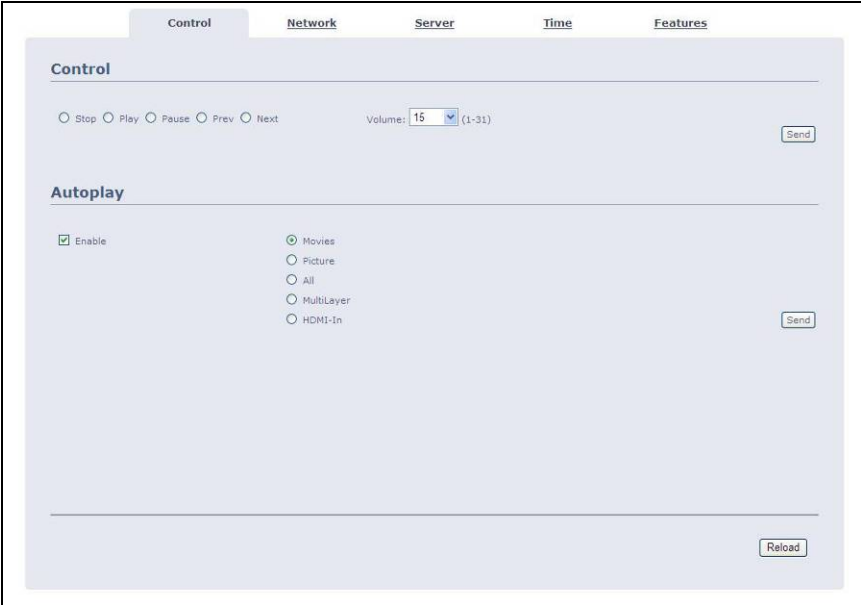 Control Network Server Time Features
Control
Stop Play Pause Prev Next Volume: 15 (1-31)
Send
Autoplay
Enable Movies
Picture
All
MultiLayer
HDMI-In Send
Reload